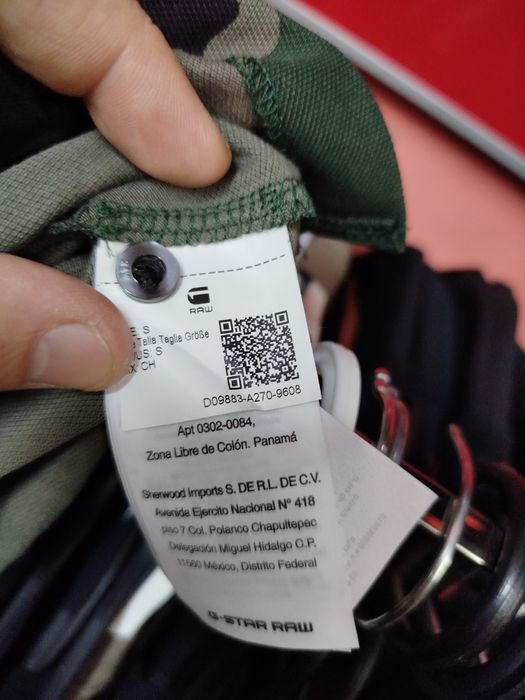 RAW
E: S
Talla Taglia Größe
US: S
X: CH
D09883-A270-9608
Apt 0302-0084,
Zona Libre de Colón. Panamá
Sherwood Imports S. DE R.L. DE C.V.
Avenida Ejercito Nacional N° 418
piso 7 Col. Polanco Chapultepec
Delegación Miguel Hidalgo C.P.
11560 México, Distrito Federal
G-STAR RAW